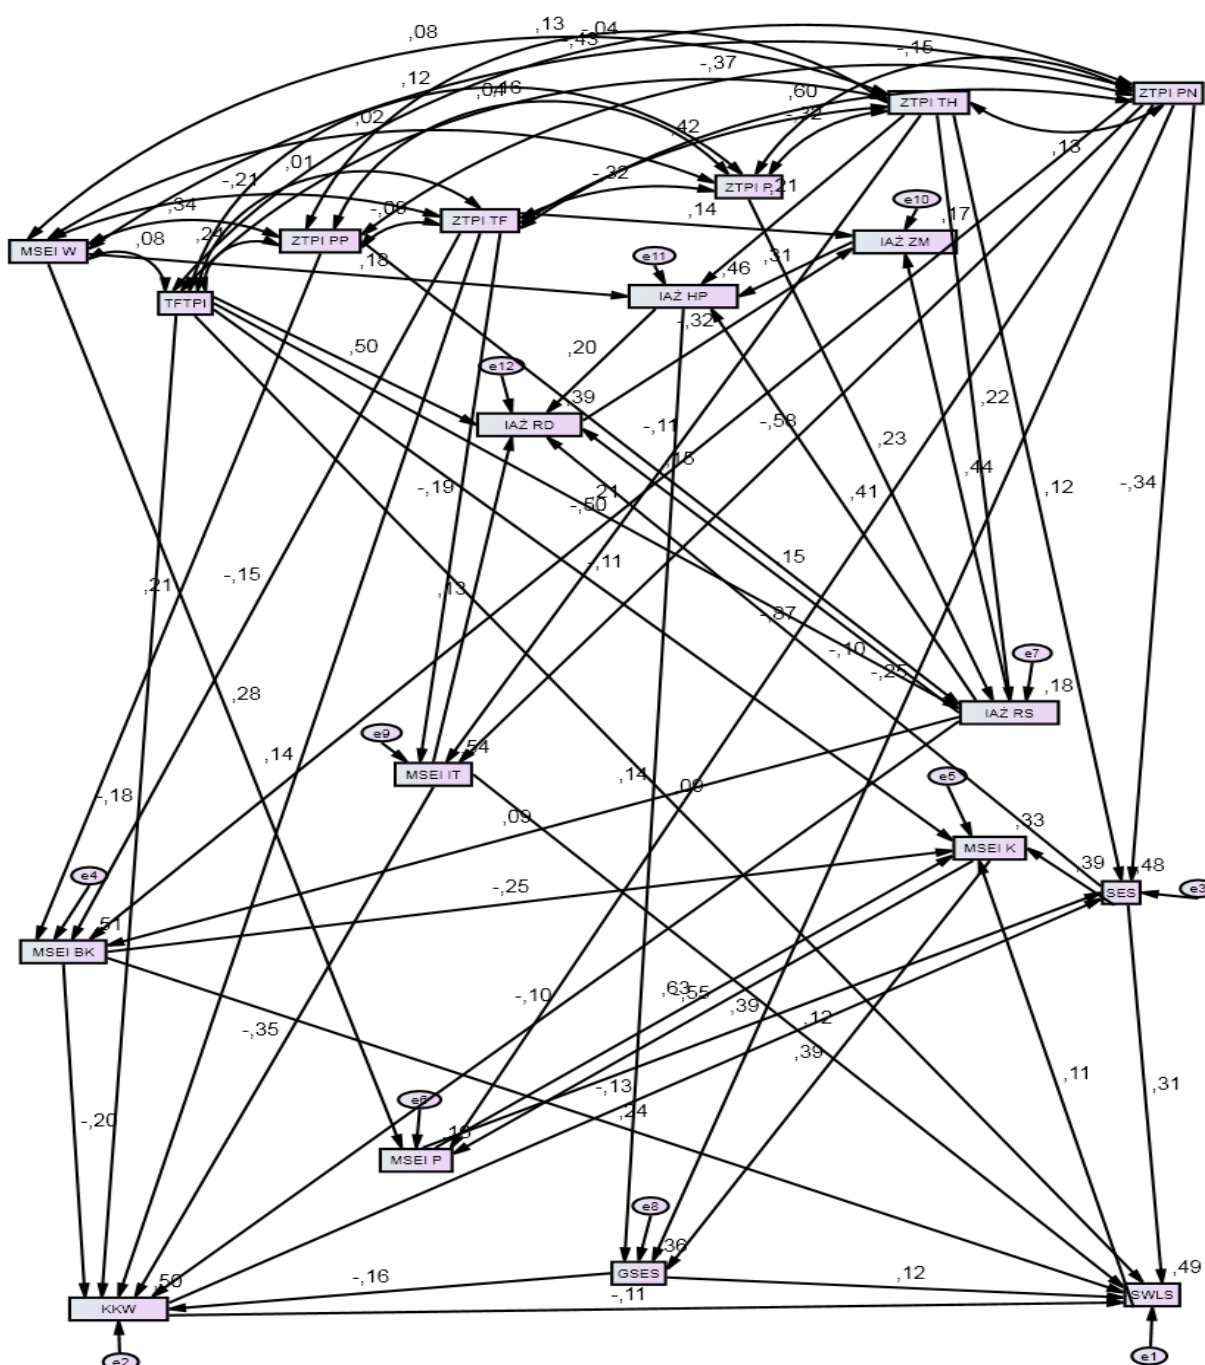 ,13
-,04
,08
-,43
-,15
-,37
,12
,04
,16
,60
ZTPI PN
ZTPI TH
,02
-,32
,42
,13
,01
-,32
-,21
ZTPI P
,21
,34
-,08
ZTPI TF
,14
e10
,17
MSEI W
,08
,24
ZTPI PP
IAŻ ZM
,18
e11
,46
,31
TFTPI
IAŻ HP
-,32
,50
,20
e12
,39
IAŻ RD
-,11
-,58
,22
,23
,15
,44
-,19
,21
-,50
,41
,12
-,34
-,15
,21
,13
-,11
,15
-,87
-,10
-,25
e7
,28
,18
IAŻ RS
e9
,54
,14
MSEI IT
,14
,09
e5
-,18
,09
,33
MSEI K
,39
,48
e4
-,25
SES
e3
,51
MSEI BK
-,10
,63
-,55
,39
,12
-,35
,39
-,13
,11
,31
-,20
e6
,24
,18
MSEI P
e8
,36
GSES
-,16
,12
,49
,50
-,11
KKW
SWLS
e2
e1